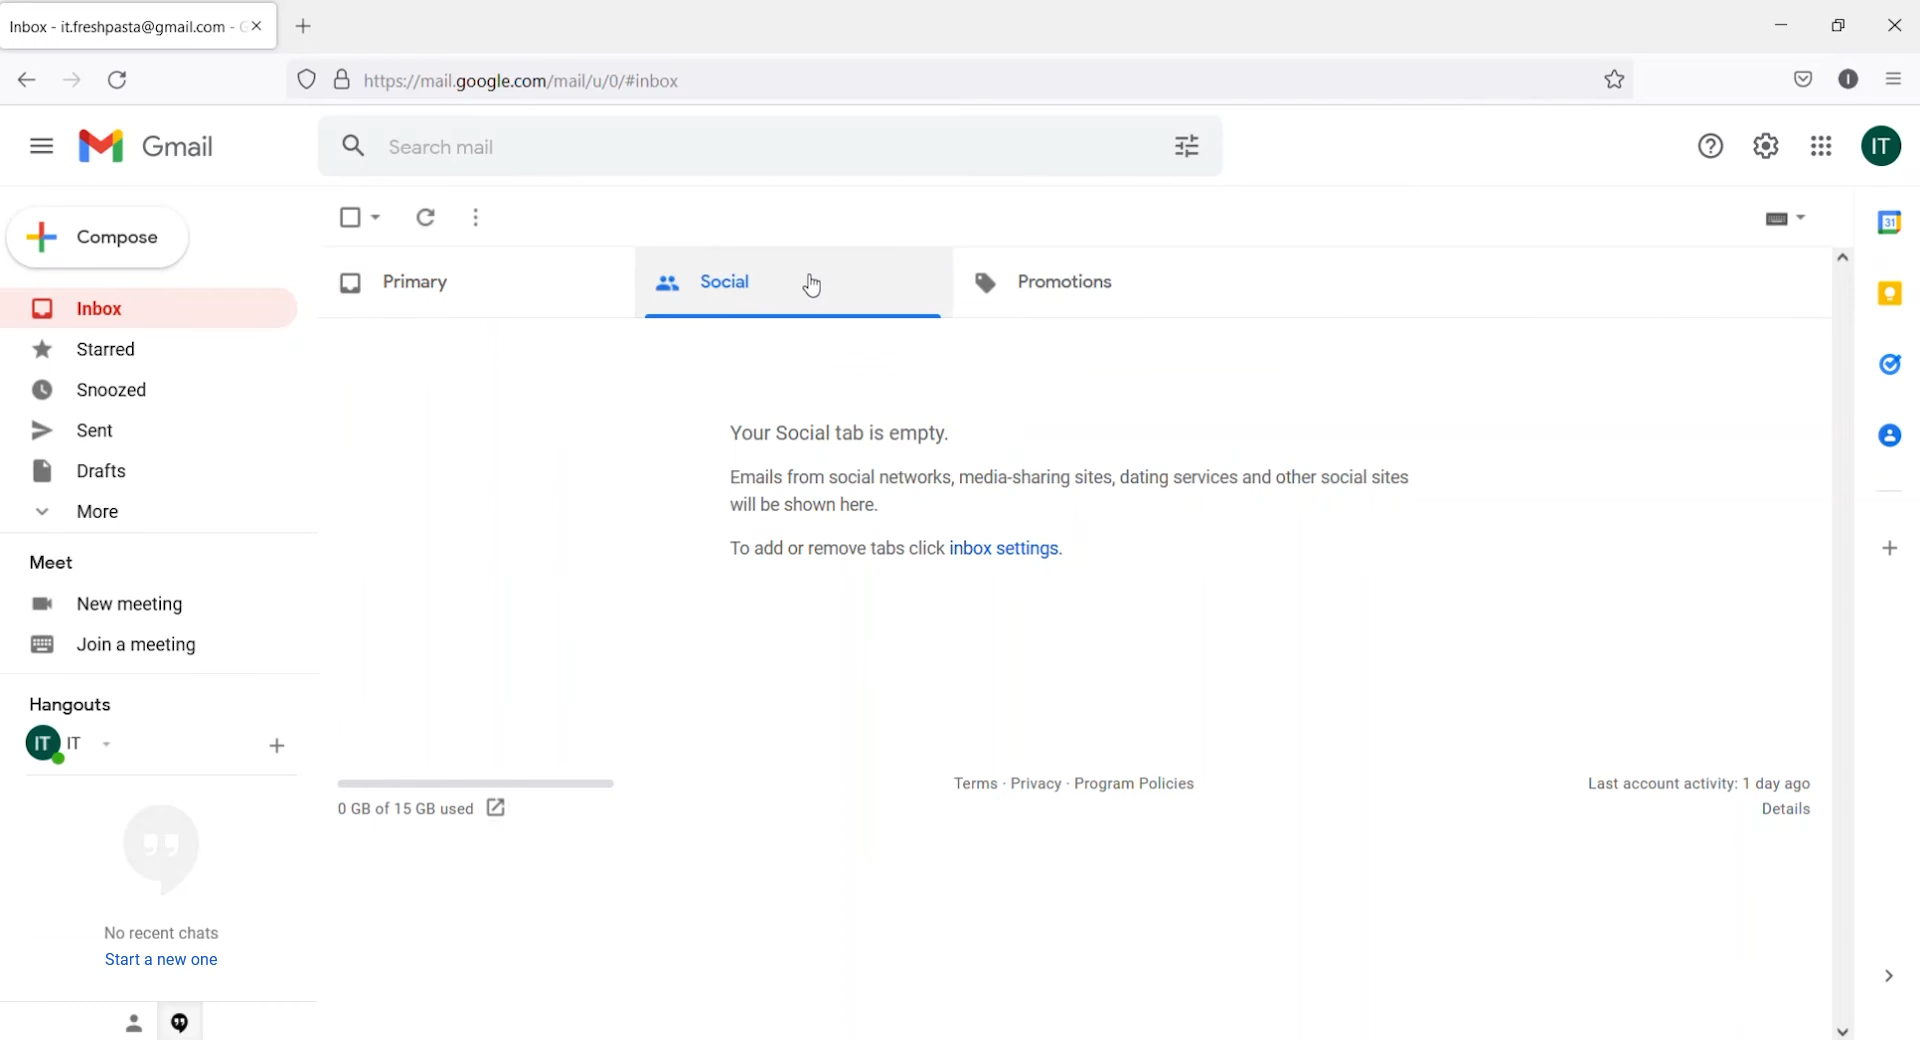 Inbox - it.freshpasta@gmail.com -
https://mail.google.com/mail/u/0/#inbox
I
Gmail
Search mail
IT
Compose
31
Primary
Social
Promotions
Inbox
Starred
Snoozed
Sent
Drafts
More
Your Social tab is empty.
Emails from social networks, media-sharing sites, dating services and other social sites
will be shown here.
To add or remove tabs click inbox settings.
Meet
New meeting
Join a meeting
Hangouts
IT IT
0 GB of 15 GB used
Terms · Privacy · Program Policies
Last account activity: 1 day ago
Details
No recent chats
Start a new one